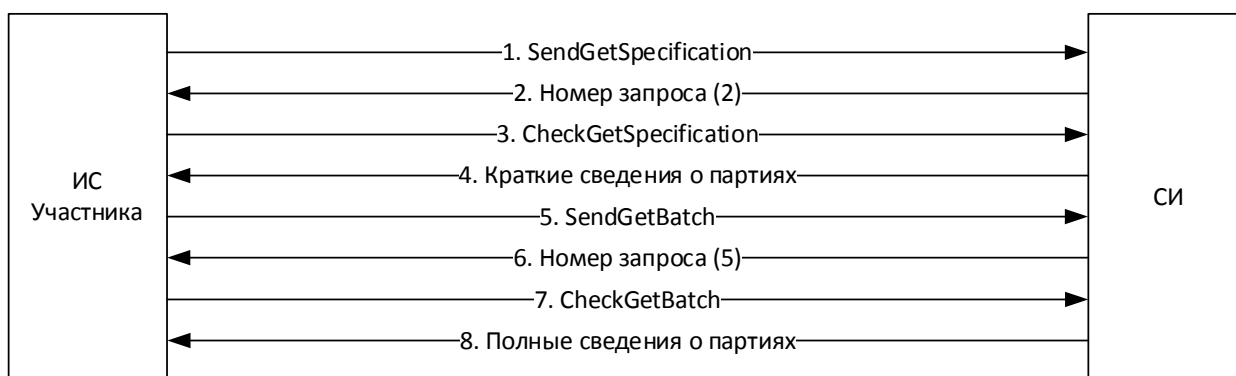 1. SendGetSpecification
2. Номер запроса (2)
3. CheckGetSpecification
4. Краткие сведения о партиях
ИС
Участника
СИ
5. SendGetBatch
6. Номер запроса (5)
7. CheckGetBatch
8. Полные сведения о партиях